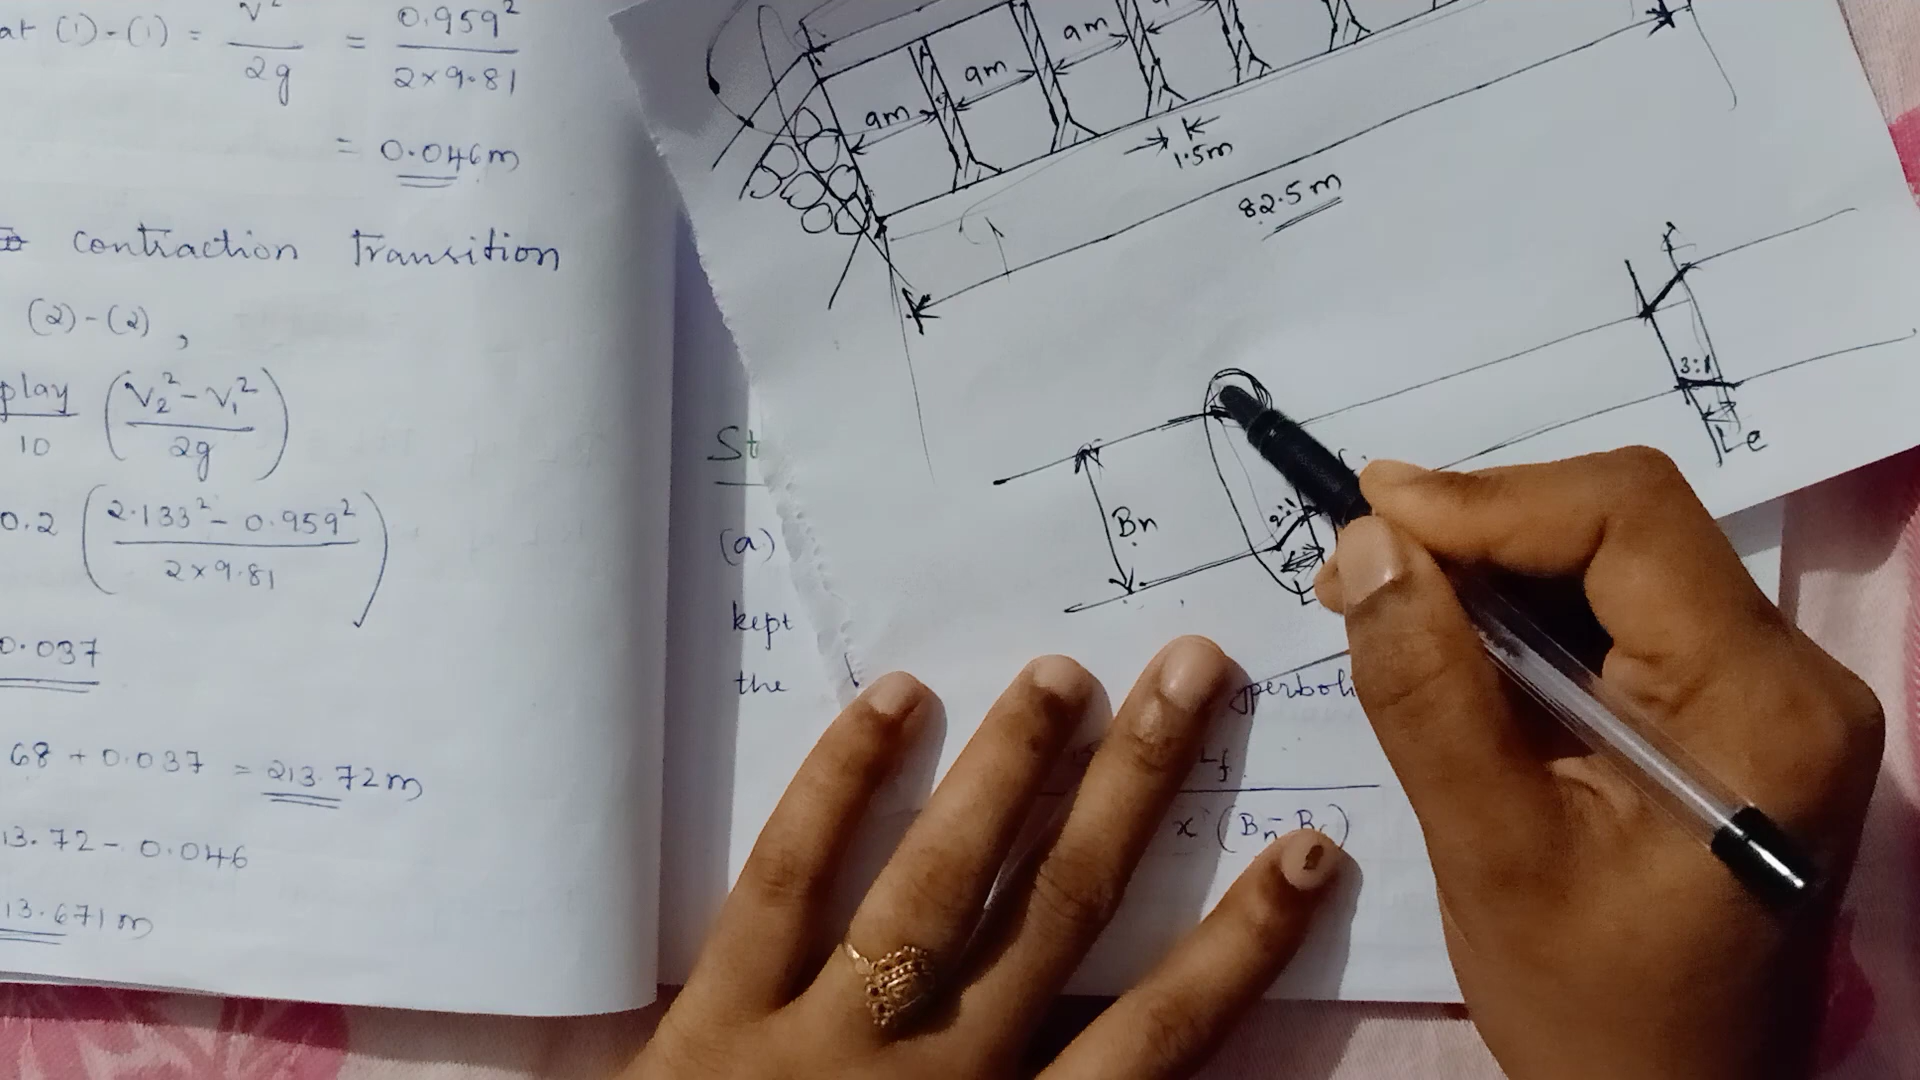 at (1)-(1) = V²/2g = 0.959²/2×9.81
= 0.046m
contraction Transition
(2)-(2),
play/10 (V₂² - V₁²/2g)
0.2 (2.133² - 0.959²/2×9.81)
0.037
68 + 0.037 = 213.72m
13.72 - 0.046
13.671m
9m
9m
9m
1.5m
82.5m
3:1
Le
Bn
2:1
St
(a)
kept
the
perboli
Lf
x (Bn - Bf)